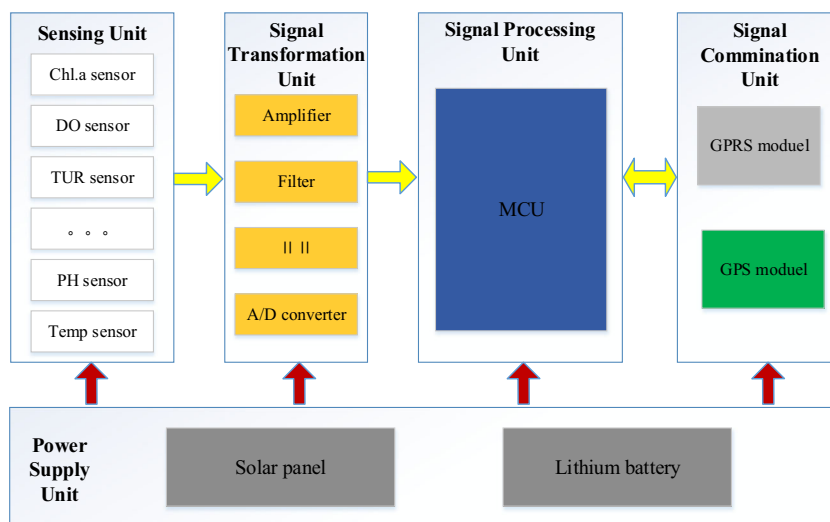 Sensing Unit
Chl.a sensor
DO sensor
TUR sensor
。。。
PH sensor
Temp sensor
Signal
Transformation
Unit
Amplifier
Filter
॥ ॥
A/D converter
Signal Processing
Unit
MCU
Signal
Commination
Unit
GPRS moduel
GPS moduel
Power
Supply
Unit
Solar panel
Lithium battery